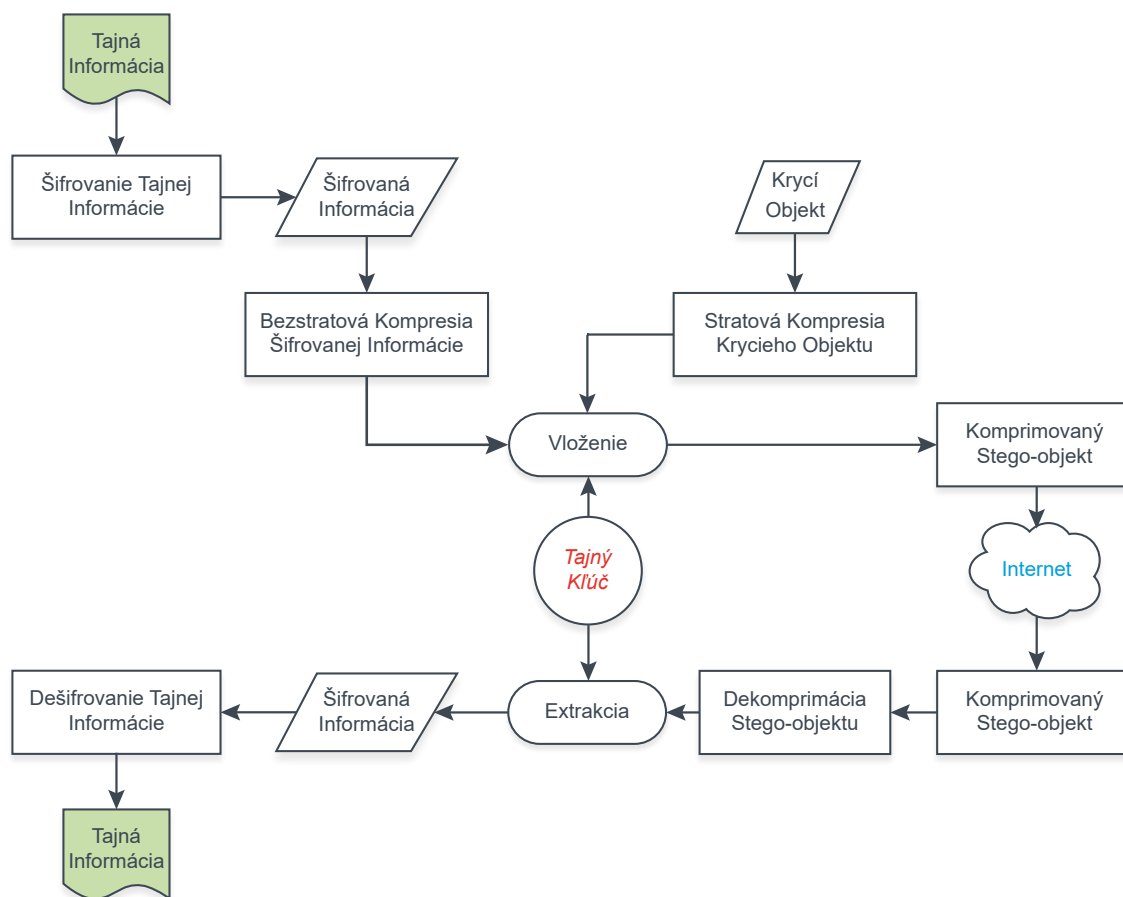 Tajná
Informácia
Šifrovanie Tajnej
Informácie
Šifrovaná
Informácia
Krycí
Objekt
Bezstratová Kompresia
Šifrovanej Informácie
Stratová Kompresia
Krycieho Objektu
Vloženie
Komprimovaný
Stego-objekt
Tajný
Kľúč
Internet
Dešifrovanie Tajnej
Informácie
Šifrovaná
Informácia
Extrakcia
Dekomprimácia
Stego-objektu
Komprimovaný
Stego-objekt
Tajná
Informácia